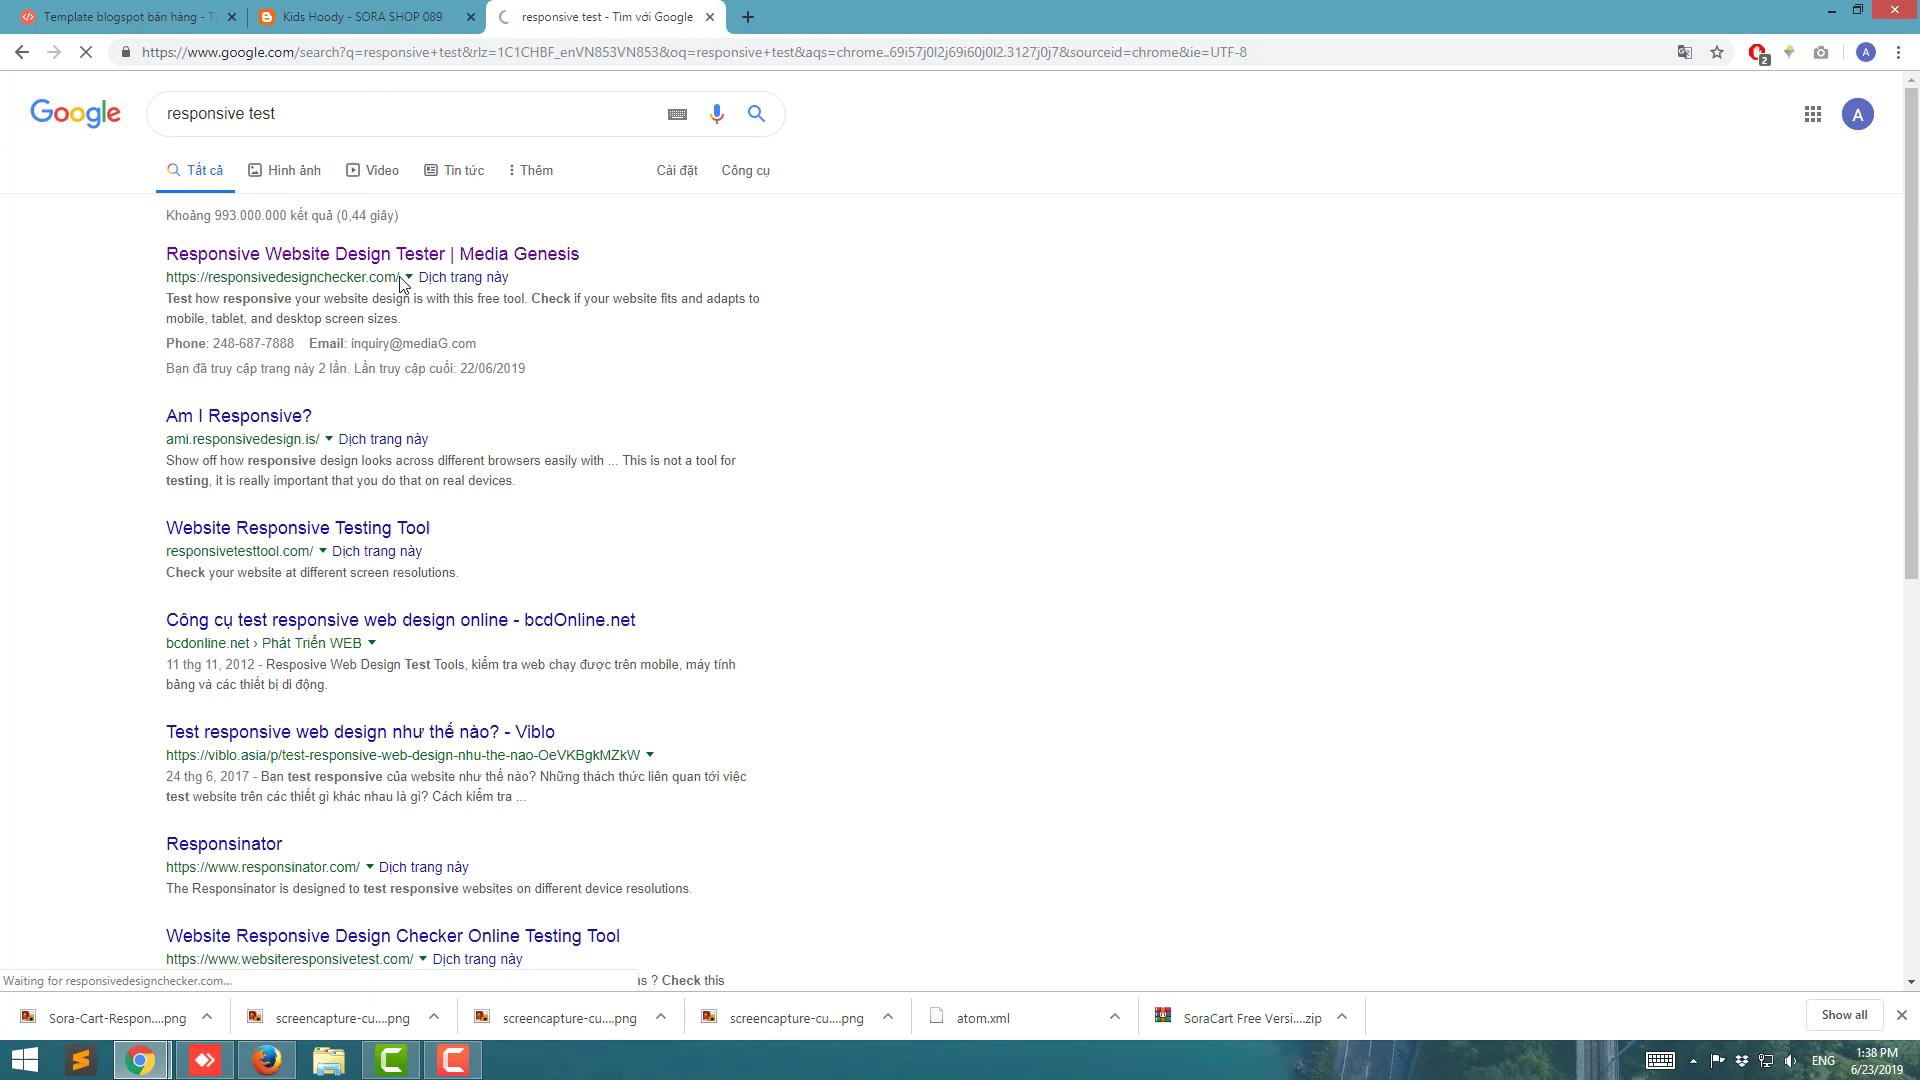 Template blogspot bán hàng - T
Kids Hoody - SORA SHOP 089
responsive test - Tìm với Google
https://www.google.com/search?q=responsive+test&rlz=1C1CHBF_enVN853VN853&oq=responsive+test&aqs=chrome..69i57j0l2j69i60j0l2.3127j0j7&sourceid=chrome&ie=UTF-8
2
A
Google
responsive test
A
Tất cả
Hình ảnh
Video
Tin tức
Thêm
Cài đặt
Công cụ
Khoảng 993.000.000 kết quả (0,44 giây)
Responsive Website Design Tester | Media Genesis
https://responsivedesignchecker.com/ Dịch trang này
Test how responsive your website design is with this free tool. Check if your website fits and adapts to
mobile, tablet, and desktop screen sizes.
Phone: 248-687-7888 Email: inquiry@mediaG.com
Bạn đã truy cập trang này 2 lần. Lần truy cập cuối: 22/06/2019
Am I Responsive?
ami.responsivedesign.is/ Dịch trang này
Show off how responsive design looks across different browsers easily with ... This is not a tool for
testing, it is really important that you do that on real devices.
Website Responsive Testing Tool
responsivetesttool.com/ Dịch trang này
Check your website at different screen resolutions.
Công cụ test responsive web design online - bcdOnline.net
bcdonline.net › Phát Triển WEB
11 thg 11, 2012 - Resposive Web Design Test Tools, kiểm tra web chạy được trên mobile, máy tính
bảng và các thiết bị di động.
Test responsive web design như thế nào? - Viblo
https://viblo.asia/p/test-responsive-web-design-nhu-the-nao-OeVKBgkMZkW
24 thg 6, 2017 - Bạn test responsive của website như thế nào? Những thách thức liên quan tới việc
test website trên các thiết gì khác nhau là gì? Cách kiểm tra ...
Responsinator
https://www.responsinator.com/ Dịch trang này
The Responsinator is designed to test responsive websites on different device resolutions.
Website Responsive Design Checker Online Testing Tool
https://www.websiteresponsivetest.com/ Dịch trang này
ns ? Check this
Waiting for responsivedesignchecker.com...
Sora-Cart-Respon....png
screencapture-cu....png
screencapture-cu....png
screencapture-cu....png
atom.xml
SoraCart Free Versi....zip
Show all
ENG
1:38 PM
6/23/2019